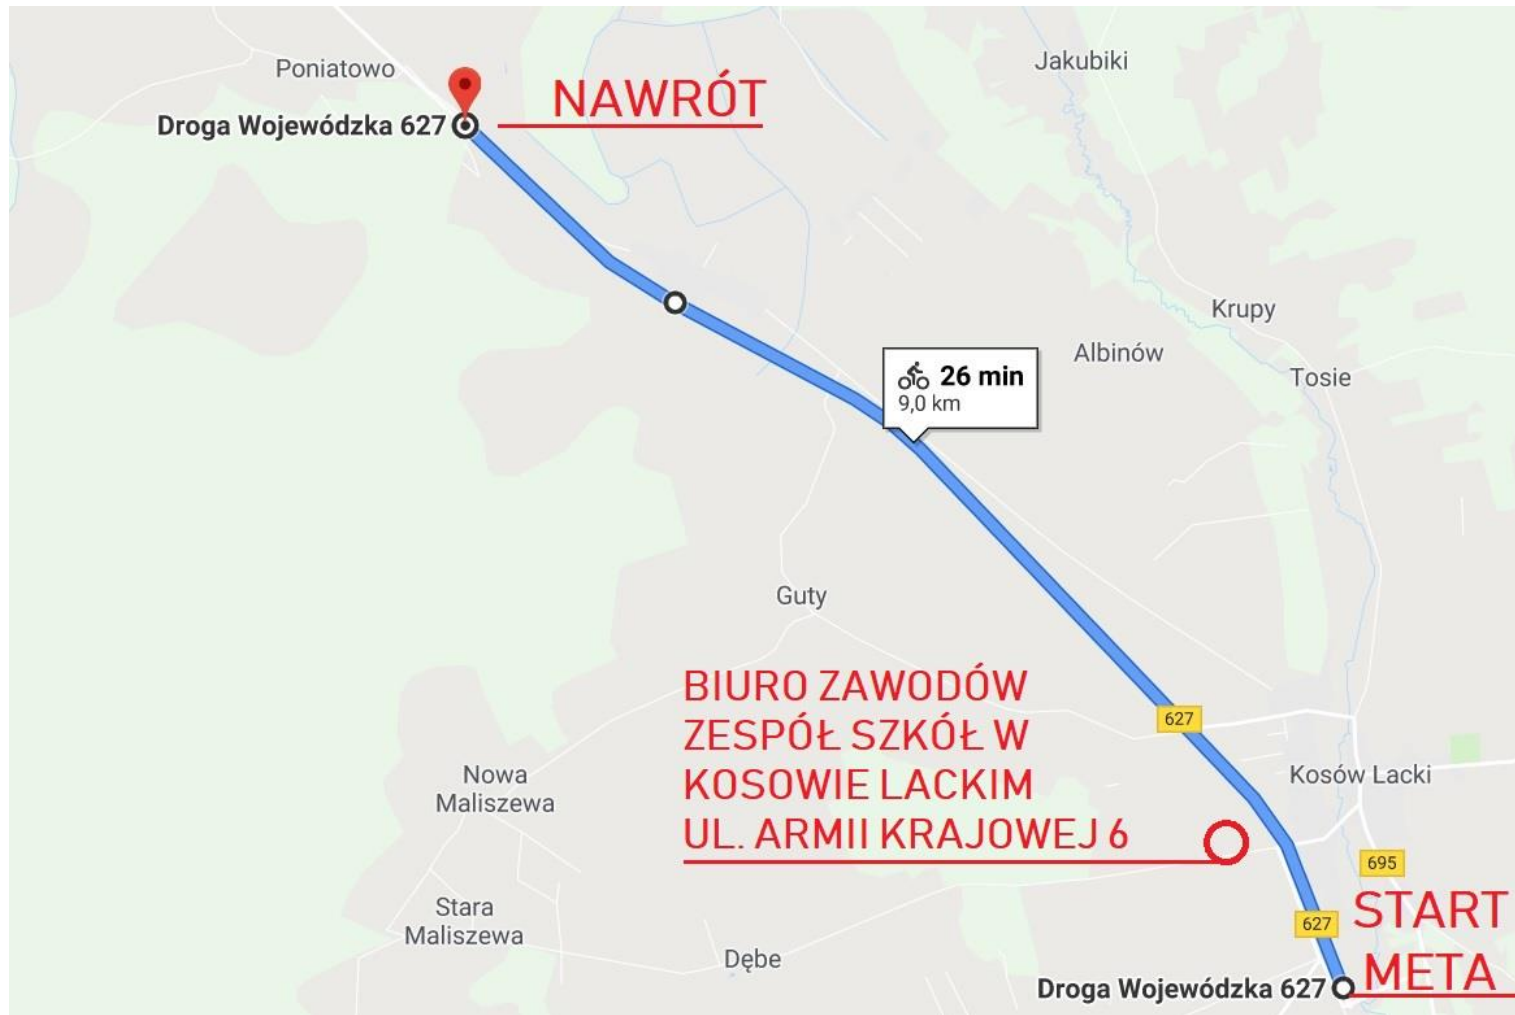 Poniatowo
Jakubiki
NAWRÓT
Droga Wojewódzka 627
Krupy
Albinów
Tosie
26 min
9,0 km
Guty
BIURO ZAWODÓW
ZESPÓŁ SZKÓŁ W
KOSOWIE LACKIM
UL. ARMII KRAJOWEJ 6
627
Kosów Lacki
Nowa
Maliszewa
695
Stara
Maliszewa
627
START
META
Dębe
Droga Wojewódzka 627